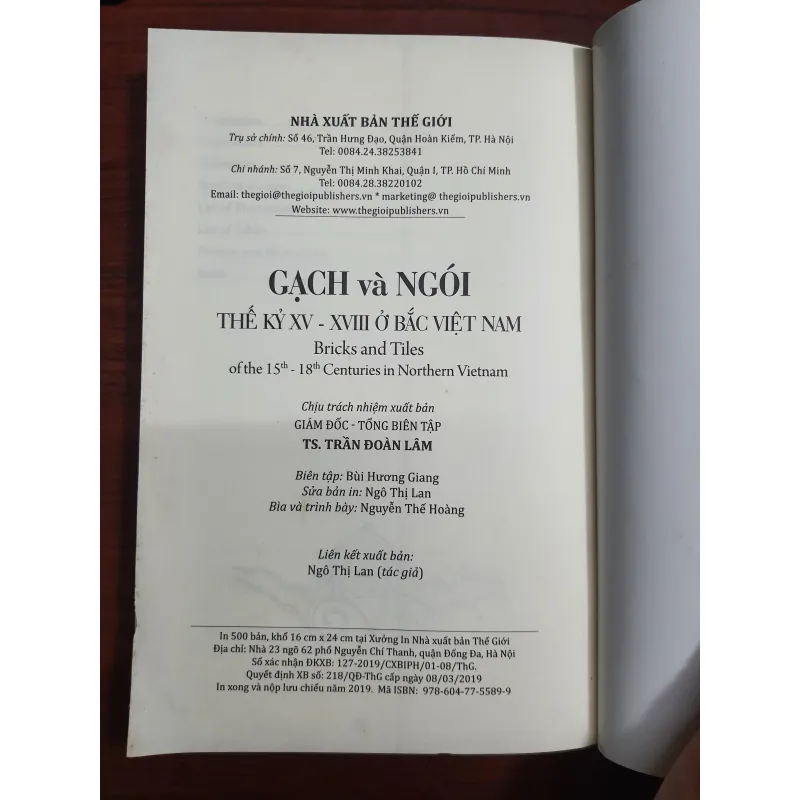 NHÀ XUẤT BẢN THẾ GIỚI
Trụ sở chính: Số 46, Trần Hưng Đạo, Quận Hoàn Kiếm, TP. Hà Nội
Tel: 0084.24.38253841
Chi nhánh: Số 7, Nguyễn Thị Minh Khai, Quận I, TP. Hồ Chí Minh
Tel: 0084.28.38220102
Email: thegioi@thegioipublishers.vn * marketing@ thegioipublishers.vn
Website: www.thegioipublishers.vn
GẠCH và NGÓI
THẾ KỶ XV - XVIII Ở BẮC VIỆT NAM
Bricks and Tiles
of the 15th - 18th Centuries in Northern Vietnam
Chịu trách nhiệm xuất bản
GIÁM ĐỐC - TỔNG BIÊN TẬP
TS. TRẦN ĐOÀN LÂM
Biên tập: Bùi Hương Giang
Sửa bản in: Ngô Thị Lan
Bìa và trình bày: Nguyễn Thế Hoàng
Liên kết xuất bản:
Ngô Thị Lan (tác giả)
In 500 bản, khổ 16 cm x 24 cm tại Xưởng In Nhà xuất bản Thế Giới
Địa chỉ: Nhà 23 ngõ 62 phố Nguyễn Chí Thanh, quận Đống Đa, Hà Nội
Số xác nhận ĐKXB: 127-2019/CXBIPH/01-08/ThG.
Quyết định XB số: 218/QĐ-ThG cấp ngày 08/03/2019
In xong và nộp lưu chiểu năm 2019. Mã ISBN: 978-604-77-5589-9